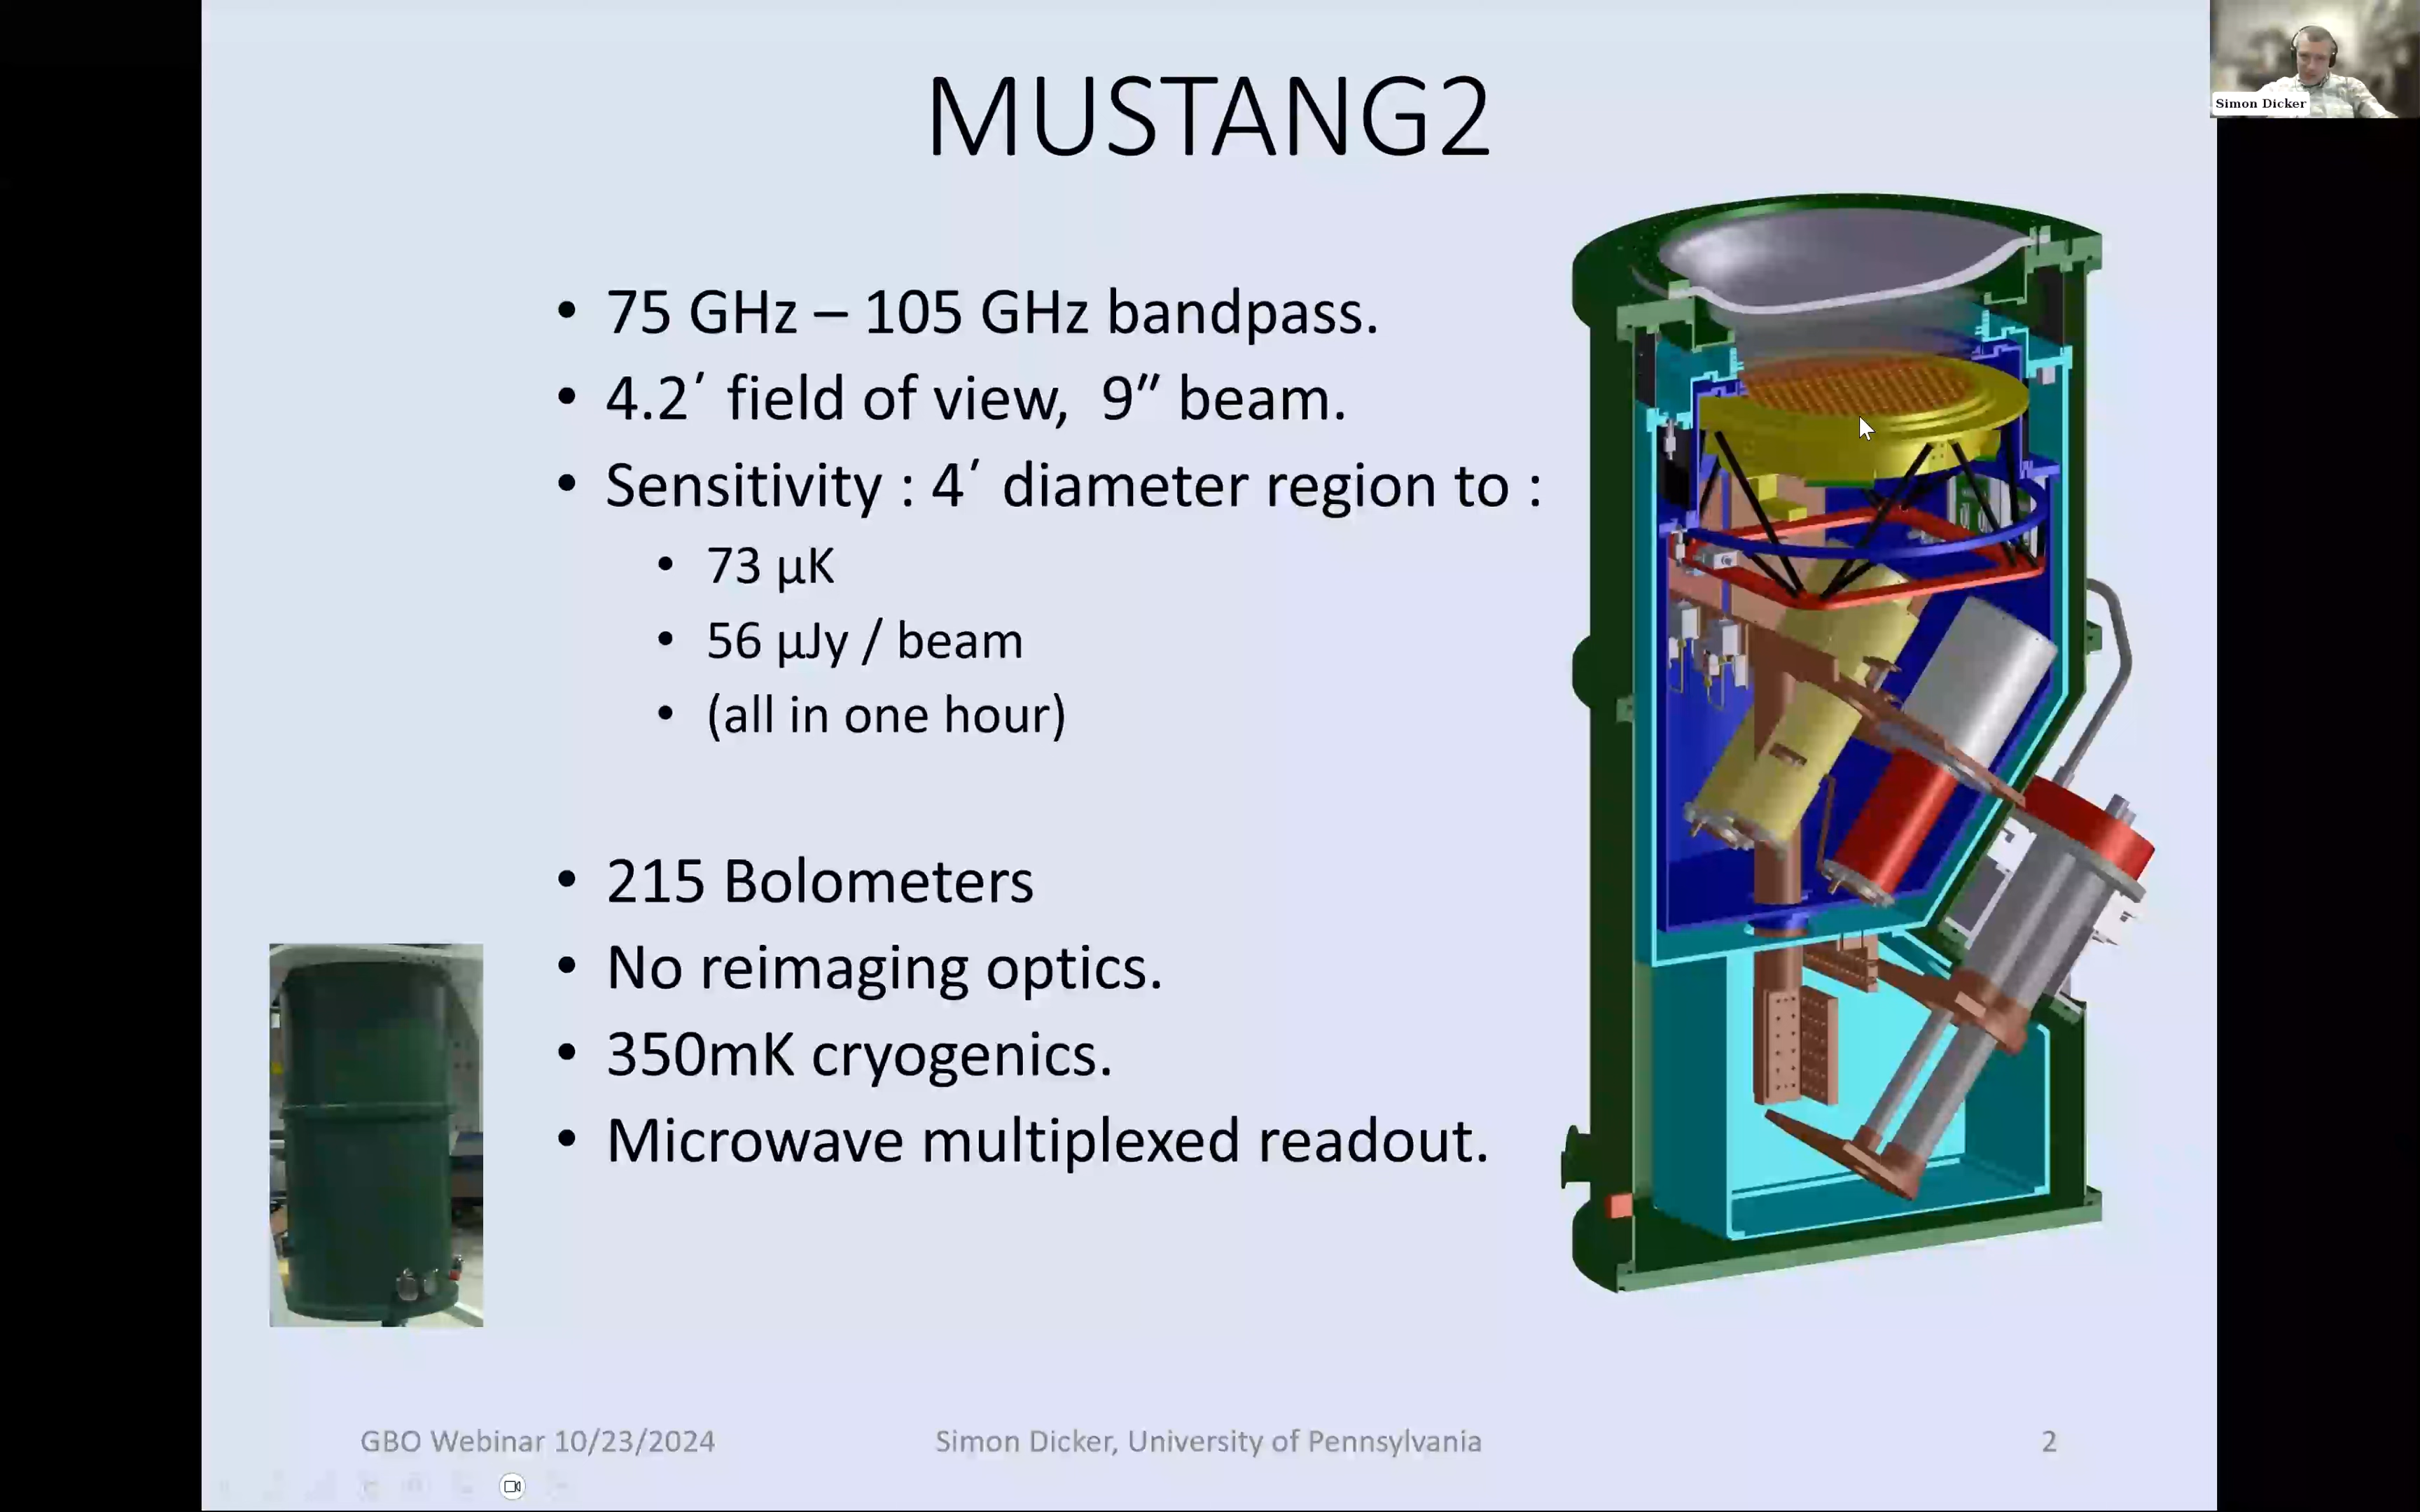 MUSTANG2
Simon Dicker
• 75 GHz – 105 GHz bandpass.
• 4.2′ field of view,  9″ beam.
• Sensitivity : 4′ diameter region to :
• 73 μK
• 56 μJy / beam
• (all in one hour)
• 215 Bolometers
• No reimaging optics.
• 350mK cryogenics.
• Microwave multiplexed readout.
GBO Webinar 10/23/2024
Simon Dicker, University of Pennsylvania
2